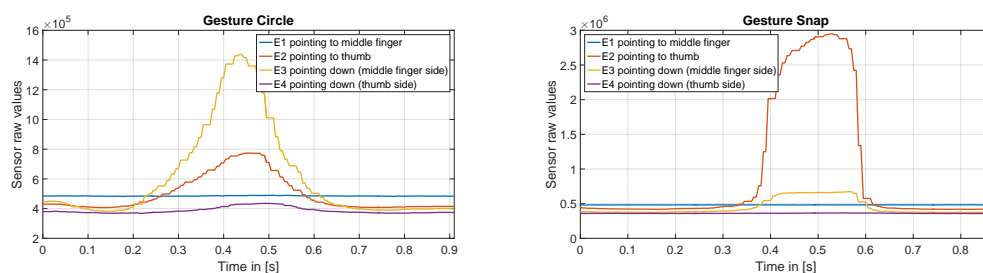 Gesture Circle
×10⁵
16
14
12
10
8
6
4
2
Sensor raw values
E1 pointing to middle finger
E2 pointing to thumb
E3 pointing down (middle finger side)
E4 pointing down (thumb side)
0 0.1 0.2 0.3 0.4 0.5 0.6 0.7 0.8 0.9
Time in [s]
Gesture Snap
×10⁶
3
2.5
2
1.5
1
0.5
0
Sensor raw values
E1 pointing to middle finger
E2 pointing to thumb
E3 pointing down (middle finger side)
E4 pointing down (thumb side)
0 0.1 0.2 0.3 0.4 0.5 0.6 0.7 0.8
Time in [s]